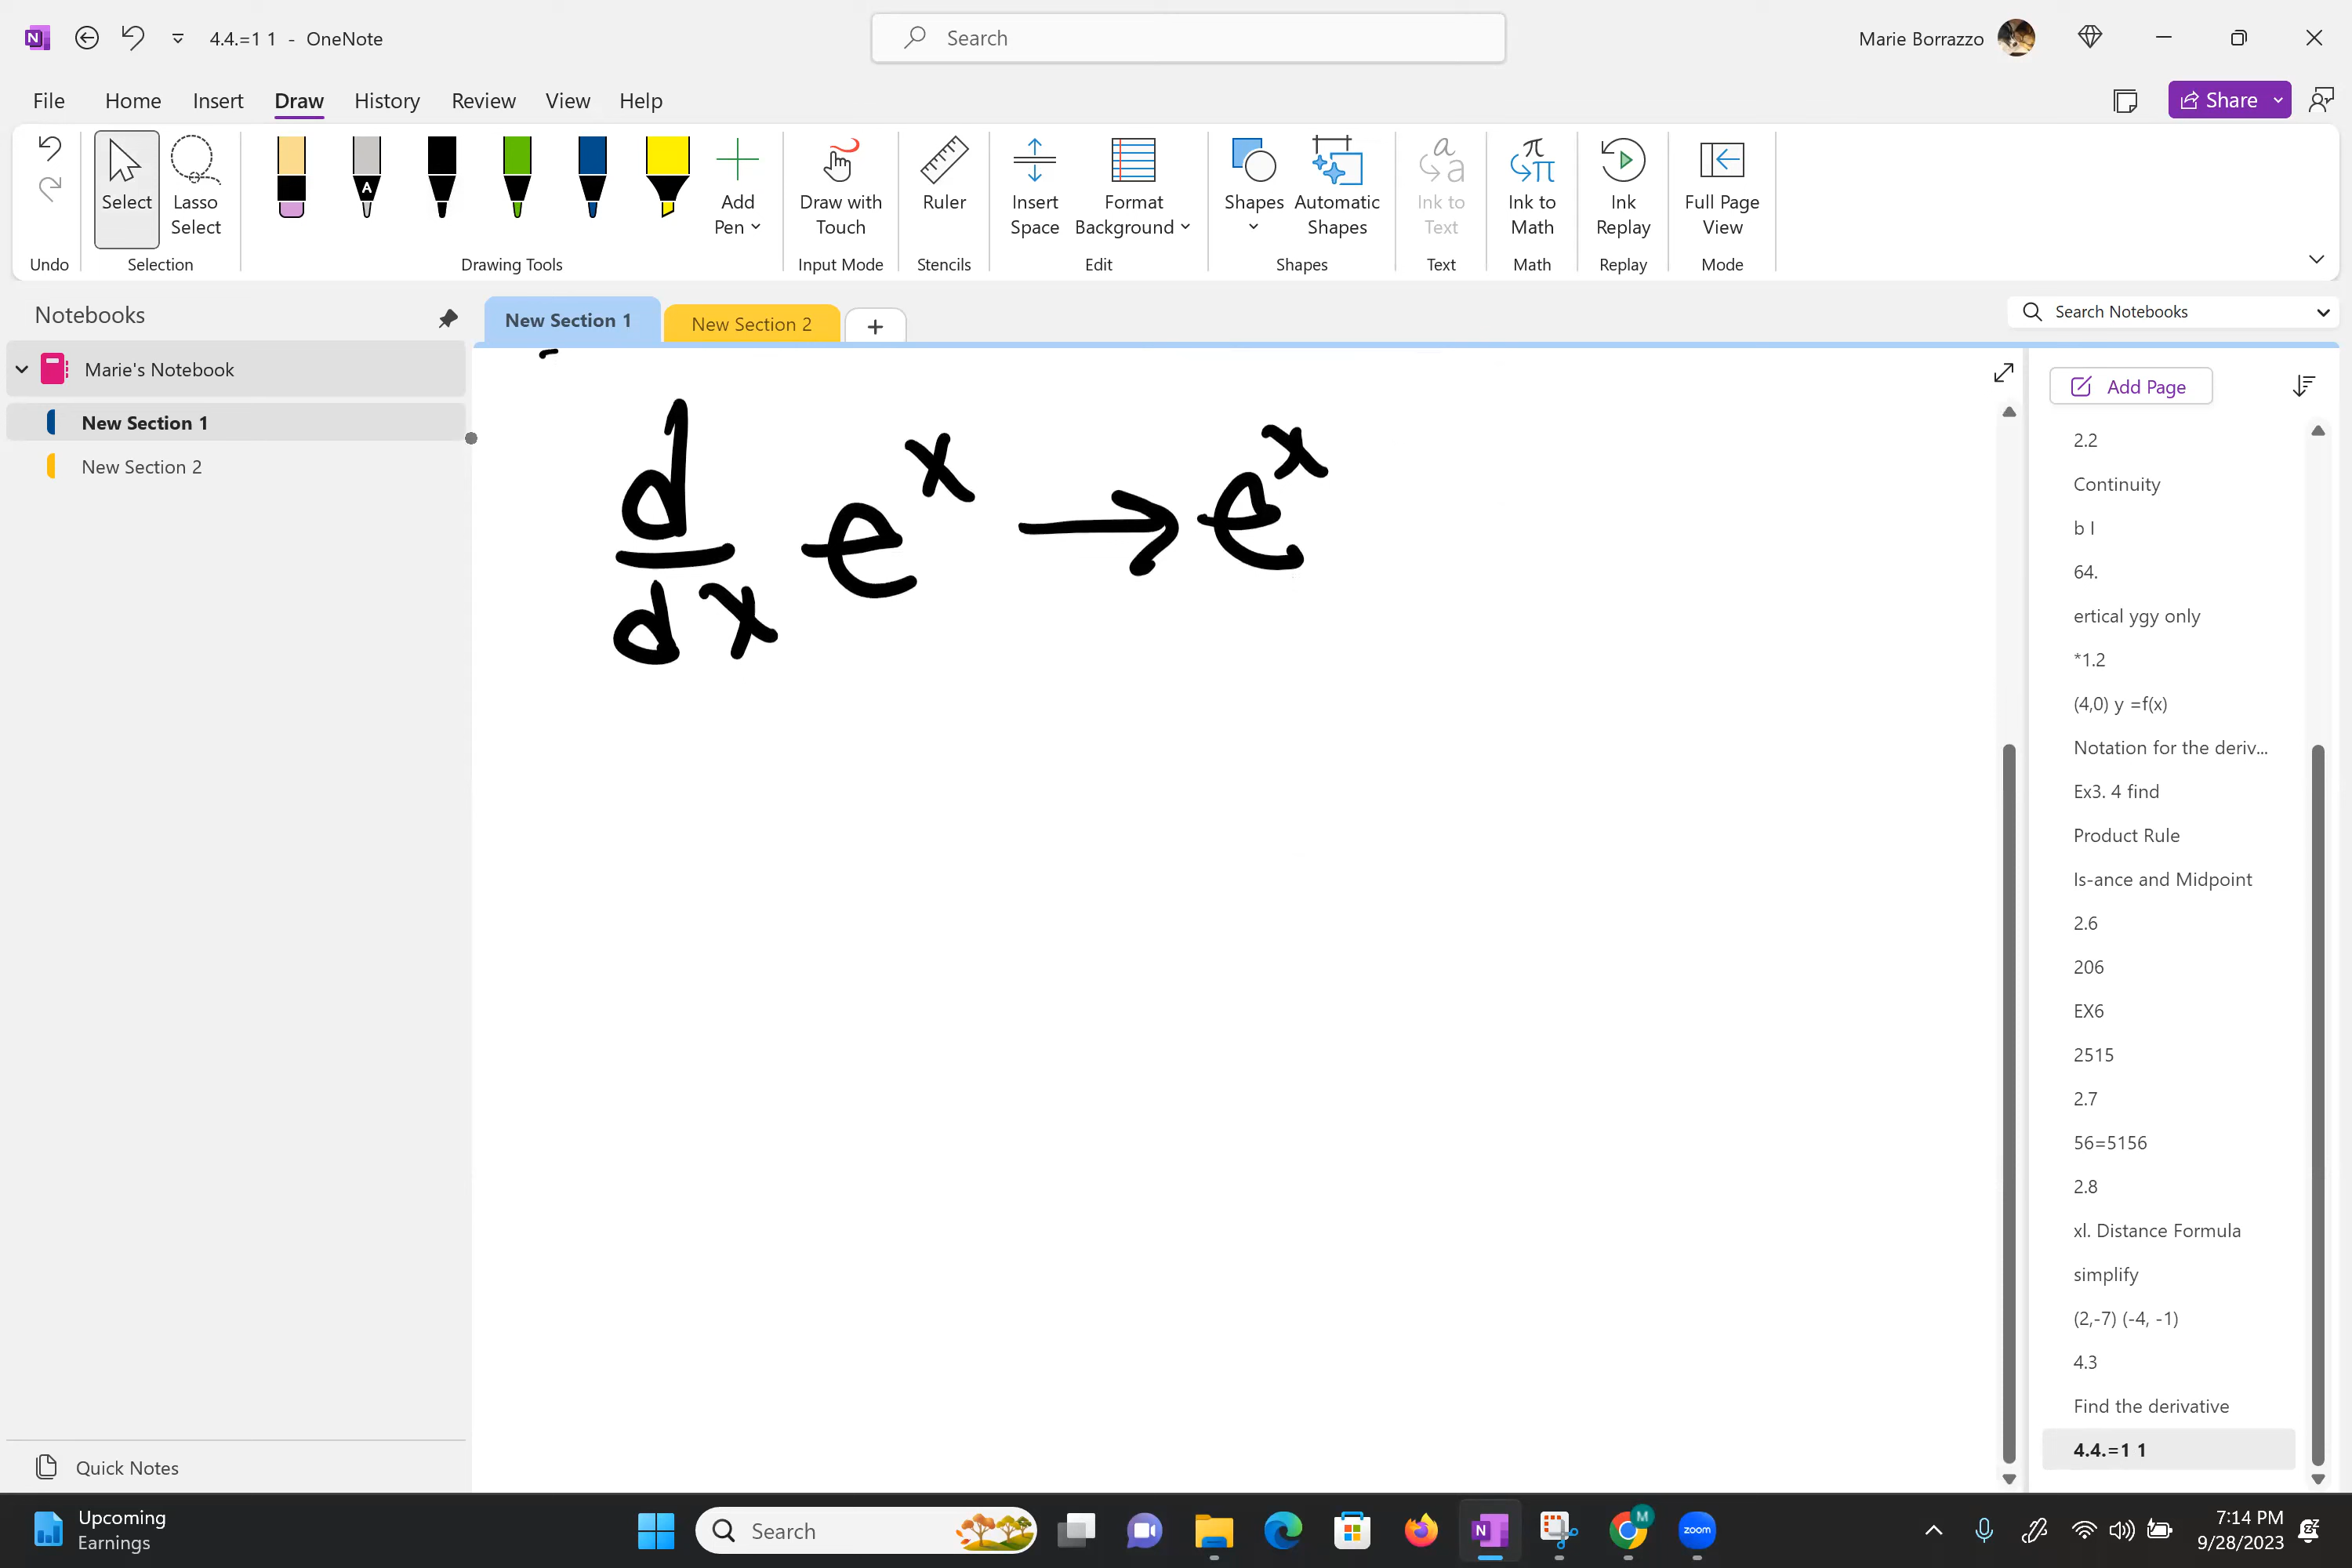 4.4.=1 1 - OneNote
Search
Marie Borrazzo
File Home Insert Draw History Review View Help
Share
Undo
Select
Lasso Select
Selection
A
Drawing Tools
Add Pen
Draw with Touch
Input Mode
Ruler
Stencils
Insert Space
Format Background
Edit
Shapes
Automatic Shapes
Shapes
Ink to Text
Text
Ink to Math
Math
Ink Replay
Replay
Full Page View
Mode
Notebooks
Marie's Notebook
New Section 1
New Section 2
New Section 1
New Section 2
+
Search Notebooks
d/dx e^x → e^x
Add Page
2.2
Continuity
b I
64.
ertical ygy only
*1.2
(4,0) y =f(x)
Notation for the deriv...
Ex3. 4 find
Product Rule
Is-ance and Midpoint
2.6
206
EX6
2515
2.7
56=5156
2.8
xl. Distance Formula
simplify
(2,-7) (-4, -1)
4.3
Find the derivative
4.4.=1 1
Quick Notes
Upcoming
Earnings
Search
N
M
zoom
7:14 PM
9/28/2023